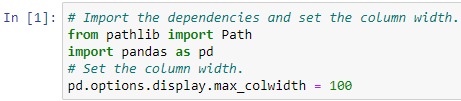 In [1]: # Import the dependencies and set the column width.
from pathlib import Path
import pandas as pd
# Set the column width.
pd.options.display.max_colwidth = 100